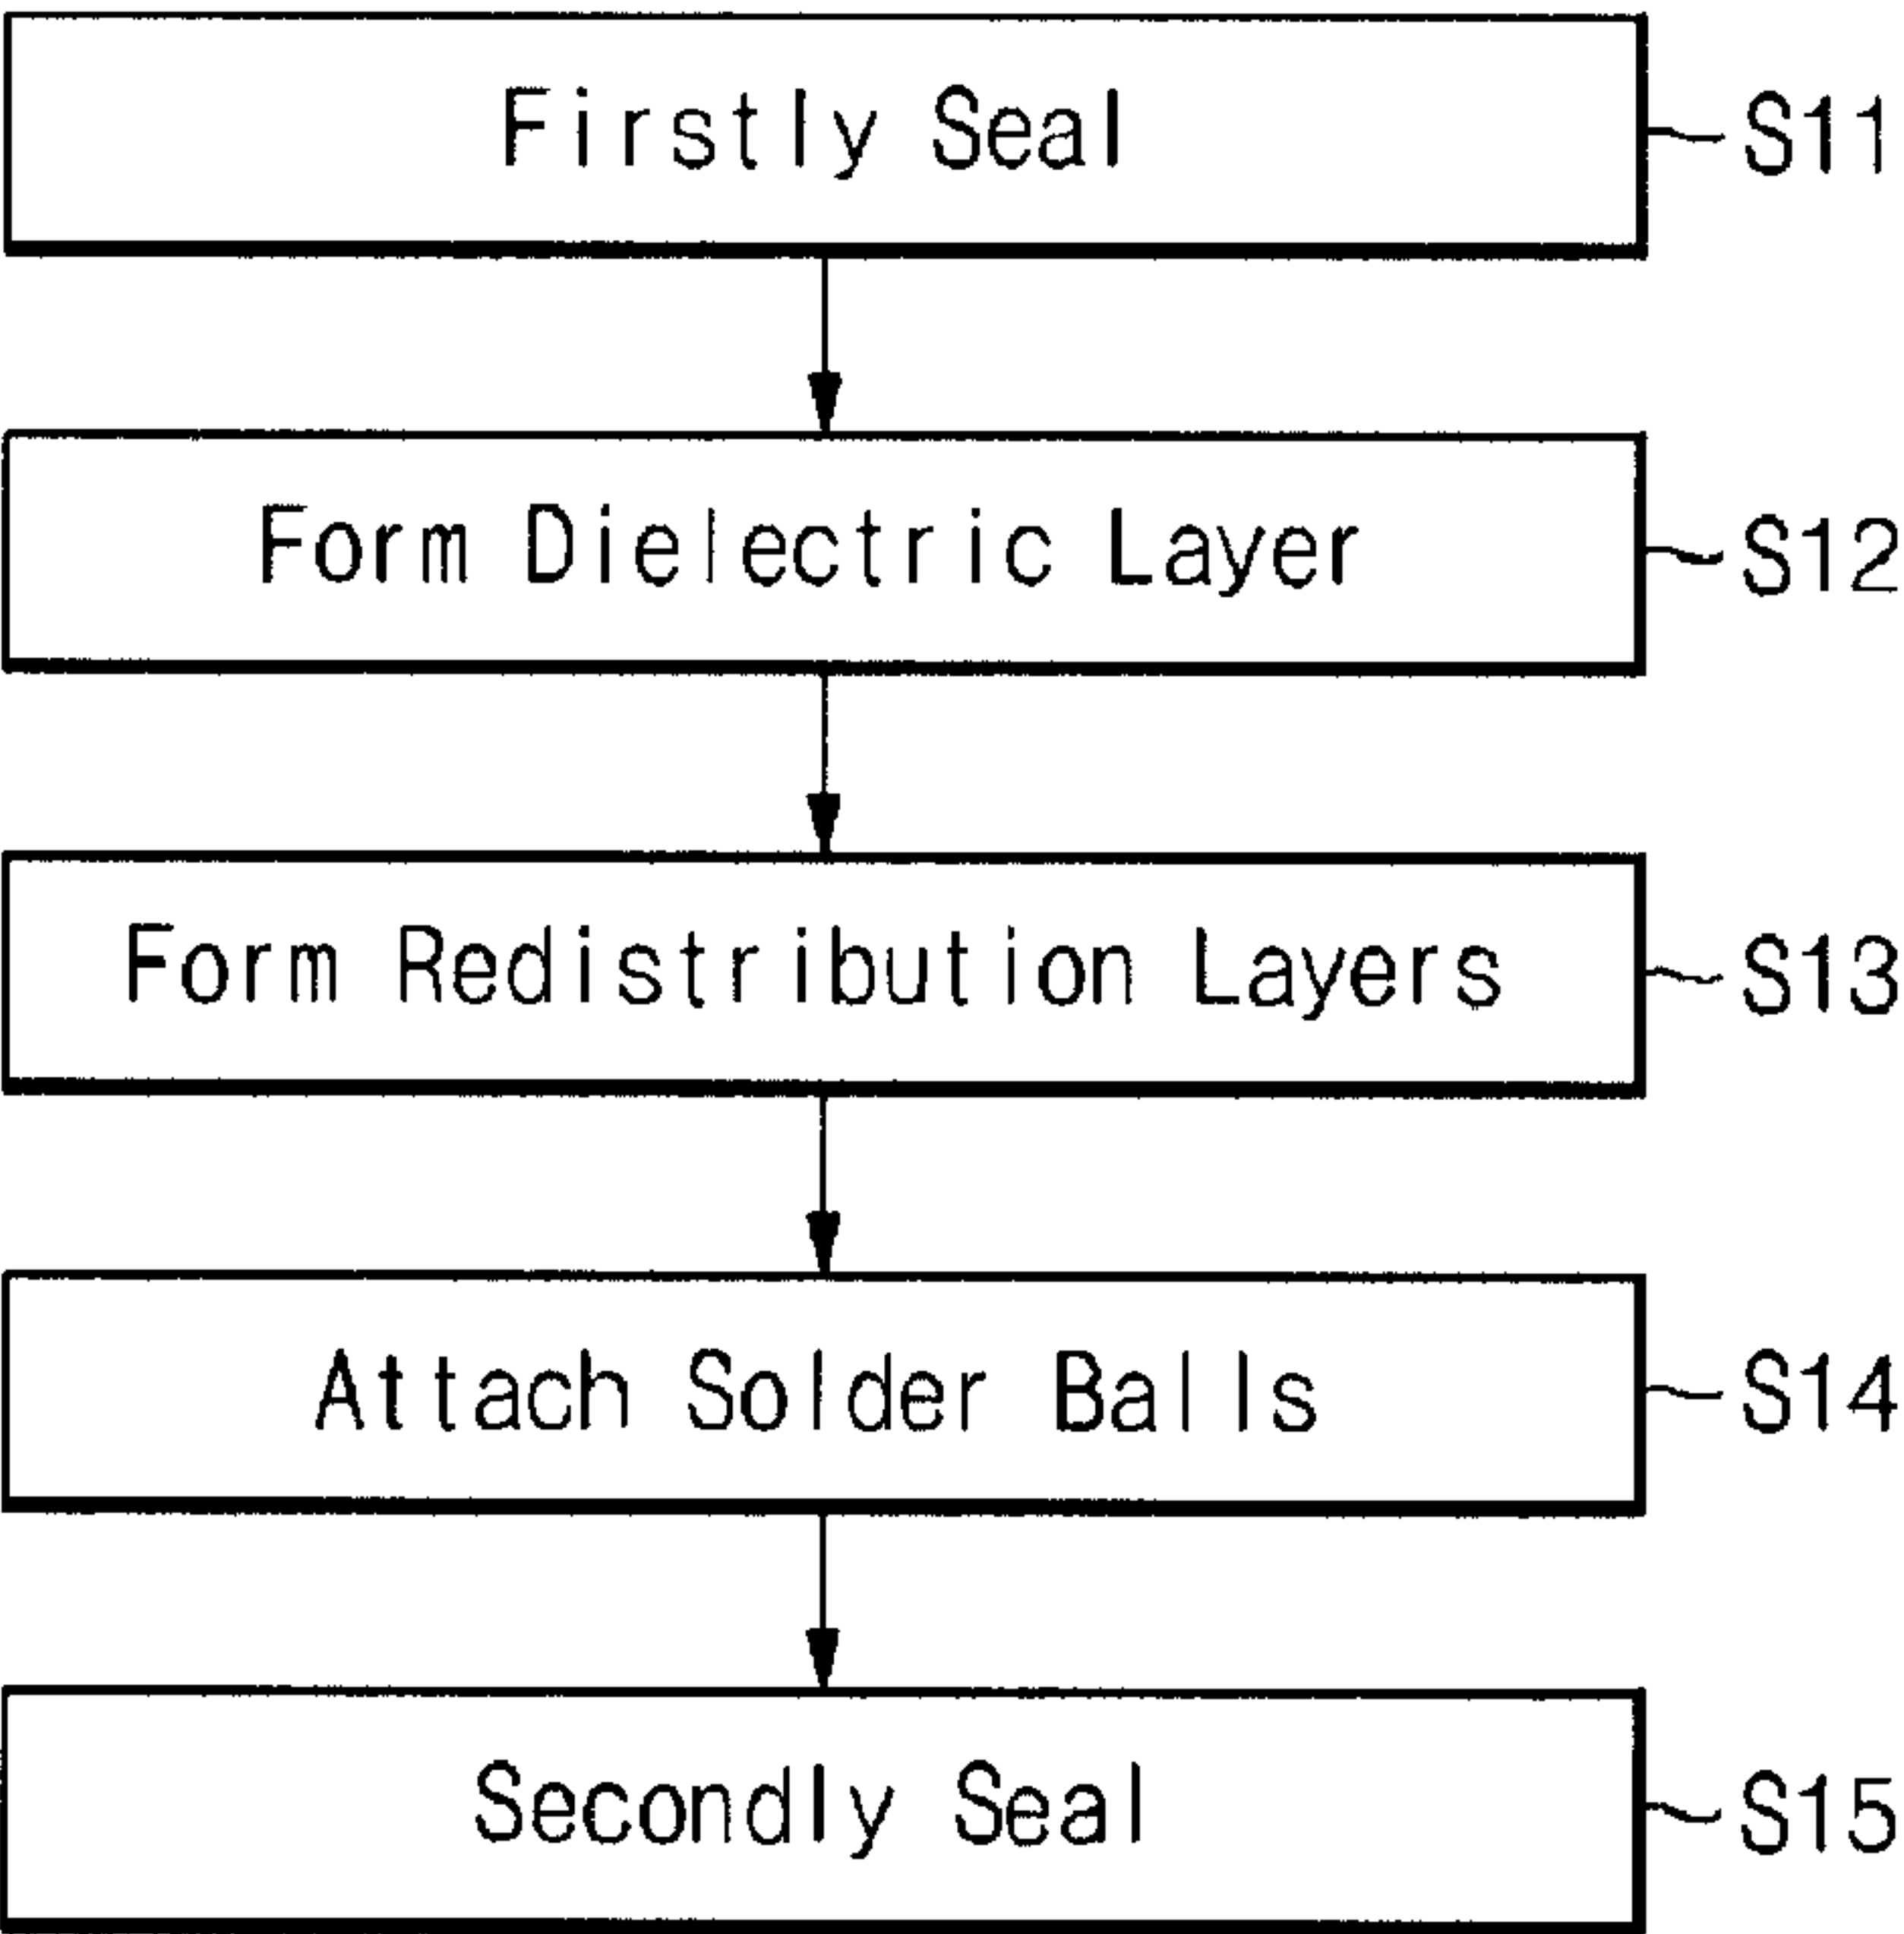 Firstly Seal S11
Form Dielectric Layer S12
Form Redistribution Layers S13
Attach Solder Balls S14
Secondly Seal S15